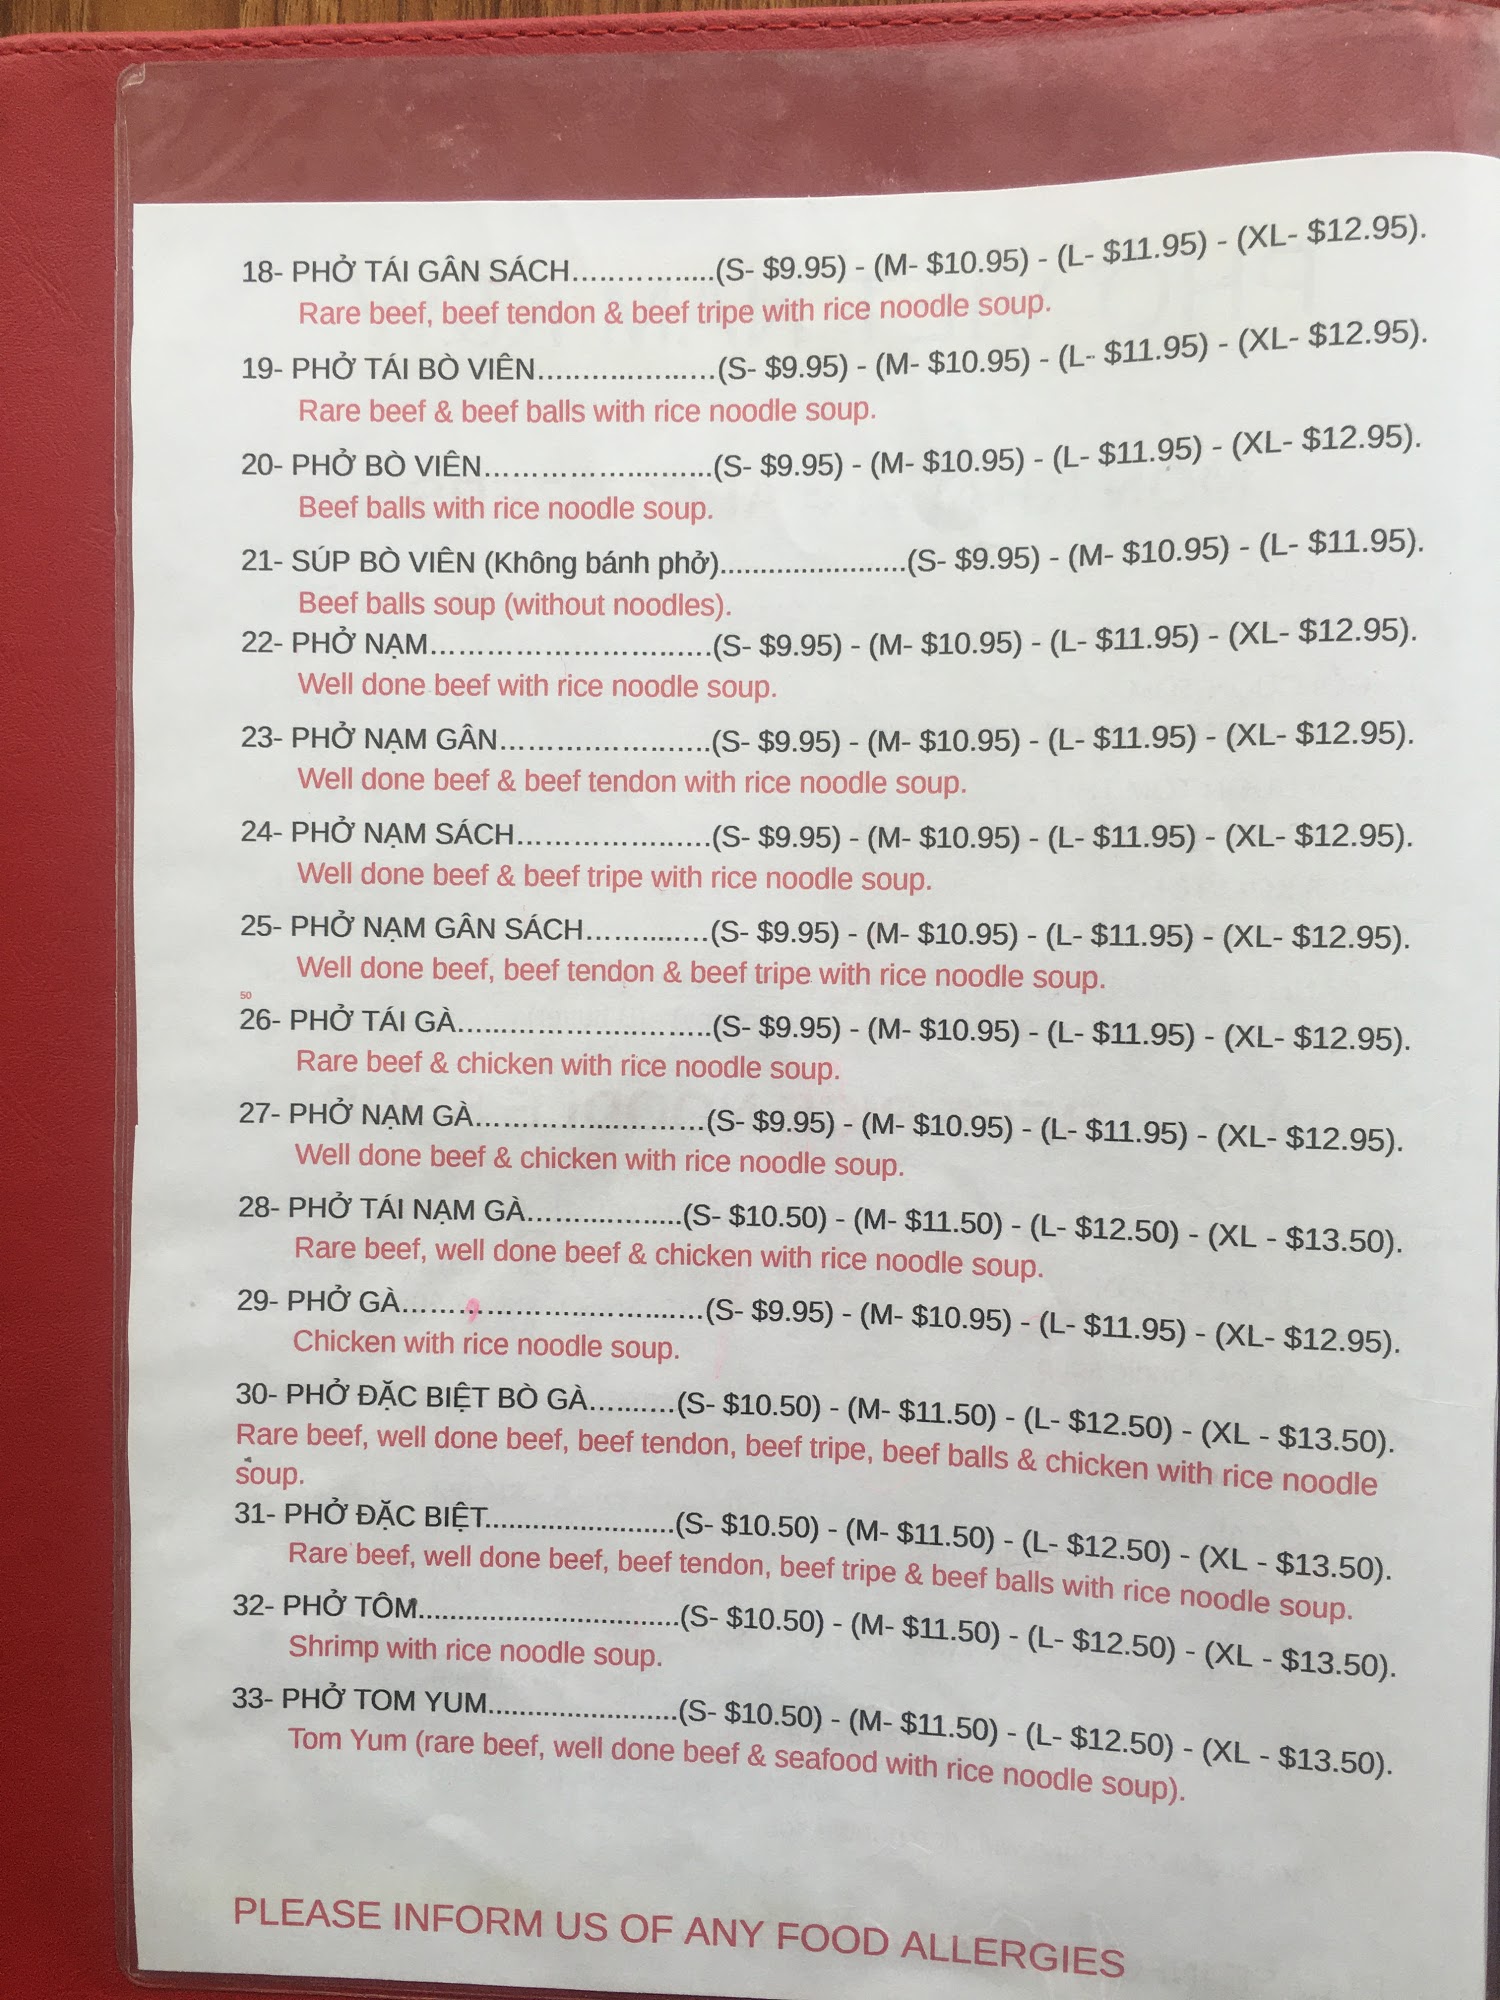 18- PHỞ TÁI GÂN SÁCH...................(S- $9.95) - (M- $10.95) - (L- $11.95) - (XL- $12.95).
Rare beef, beef tendon & beef tripe with rice noodle soup.
19- PHỞ TÁI BÒ VIÊN.....................(S- $9.95) - (M- $10.95) - (L- $11.95) - (XL- $12.95).
Rare beef & beef balls with rice noodle soup.
20- PHỞ BÒ VIÊN..........................(S- $9.95) - (M- $10.95) - (L- $11.95) - (XL- $12.95).
Beef balls with rice noodle soup.
21- SÚP BÒ VIÊN (Không bánh phở).......................(S- $9.95) - (M- $10.95) - (L- $11.95).
Beef balls soup (without noodles).
22- PHỞ NẠM................................(S- $9.95) - (M- $10.95) - (L- $11.95) - (XL- $12.95).
Well done beef with rice noodle soup.
23- PHỞ NẠM GÂN........................(S- $9.95) - (M- $10.95) - (L- $11.95) - (XL- $12.95).
Well done beef & beef tendon with rice noodle soup.
24- PHỞ NẠM SÁCH......................(S- $9.95) - (M- $10.95) - (L- $11.95) - (XL- $12.95).
Well done beef & beef tripe with rice noodle soup.
25- PHỞ NẠM GÂN SÁCH...............(S- $9.95) - (M- $10.95) - (L- $11.95) - (XL- $12.95).
Well done beef, beef tendon & beef tripe with rice noodle soup.
50
26- PHỞ TÁI GÀ.............................(S- $9.95) - (M- $10.95) - (L- $11.95) - (XL- $12.95).
Rare beef & chicken with rice noodle soup.
27- PHỞ NẠM GÀ..........................(S- $9.95) - (M- $10.95) - (L- $11.95) - (XL- $12.95).
Well done beef & chicken with rice noodle soup.
28- PHỞ TÁI NẠM GÀ...................(S- $10.50) - (M- $11.50) - (L- $12.50) - (XL - $13.50).
Rare beef, well done beef & chicken with rice noodle soup.
29- PHỞ GÀ..................................(S- $9.95) - (M- $10.95) - (L- $11.95) - (XL- $12.95).
Chicken with rice noodle soup.
30- PHỞ ĐẶC BIỆT BÒ GÀ..........(S- $10.50) - (M- $11.50) - (L- $12.50) - (XL - $13.50).
Rare beef, well done beef, beef tendon, beef tripe, beef balls & chicken with rice noodle
soup.
31- PHỞ ĐẶC BIỆT........................(S- $10.50) - (M- $11.50) - (L- $12.50) - (XL - $13.50).
Rare beef, well done beef, beef tendon, beef tripe & beef balls with rice noodle soup.
32- PHỞ TÔM.................................(S- $10.50) - (M- $11.50) - (L- $12.50) - (XL - $13.50).
Shrimp with rice noodle soup.
33- PHỞ TOM YUM........................(S- $10.50) - (M- $11.50) - (L- $12.50) - (XL - $13.50).
Tom Yum (rare beef, well done beef & seafood with rice noodle soup).
PLEASE INFORM US OF ANY FOOD ALLERGIES